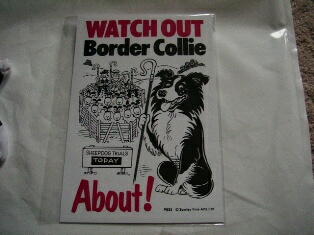 WATCH OUT
Border Collie
SHEEPDOG TRIALS
TODAY
About!